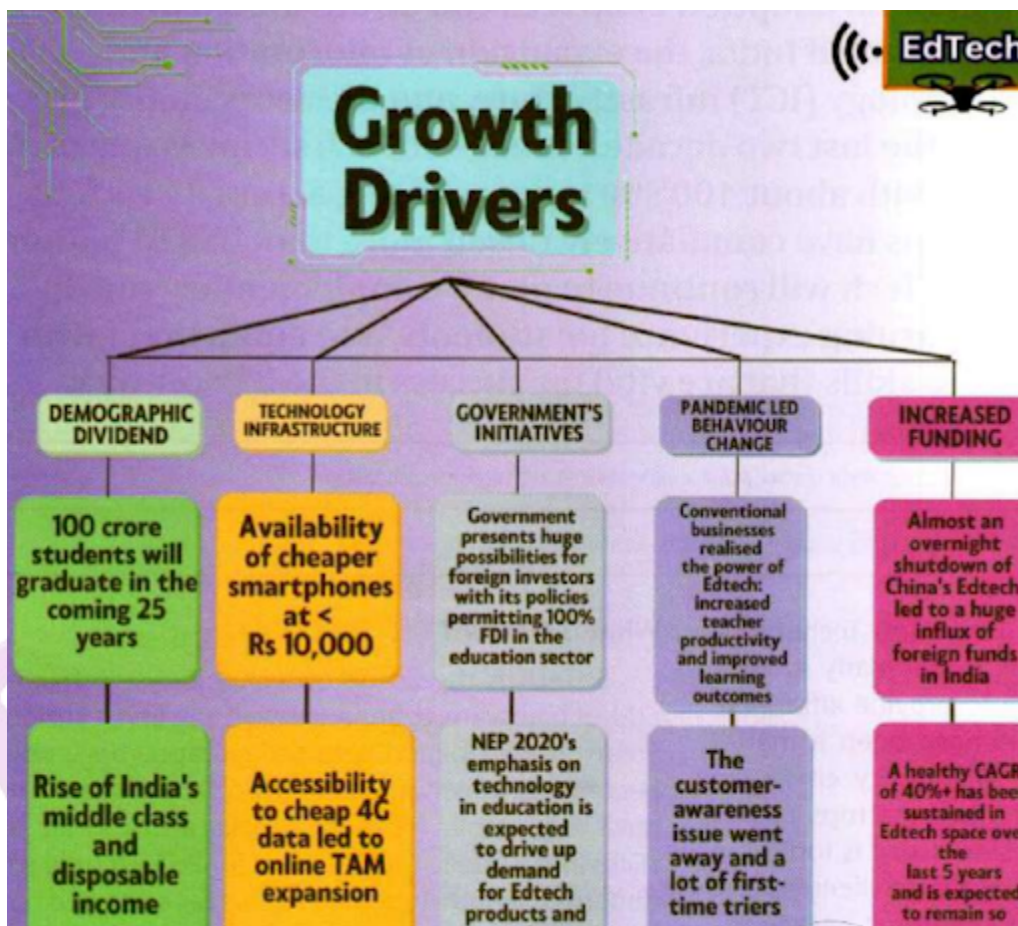 EdTech
Growth
Drivers
DEMOGRAPHIC
DIVIDEND
100 crore
students will
graduate in the
coming 25
years
Rise of India's
middle class
and
disposable
income
TECHNOLOGY
INFRASTRUCTURE
Availability
of cheaper
smartphones
at <
Rs 10,000
Accessibility
to cheap 4G
data led to
online TAM
expansion
GOVERNMENT'S
INITIATIVES
Government
presents huge
possibilities for
foreign investors
with its policies
permitting 100%
FDI in the
education sector
NEP 2020's
emphasis on
technology
in education is
expected
to drive up
demand
for Edtech
products and
PANDEMIC LED
BEHAVIOUR
CHANGE
Conventional
businesses
realised
the power of
Edtech:
increased
teacher
productivity
and improved
learning
outcomes
The
customer-
awareness
issue went
away and a
lot of first-
time triers
INCREASED
FUNDING
Almost an
overnight
shutdown of
China's Edtech
led to a huge
influx of
foreign funds
in India
A healthy CAGR
of 40%+ has been
sustained in
Edtech space over
the
last 5 years
and is expected
to remain so